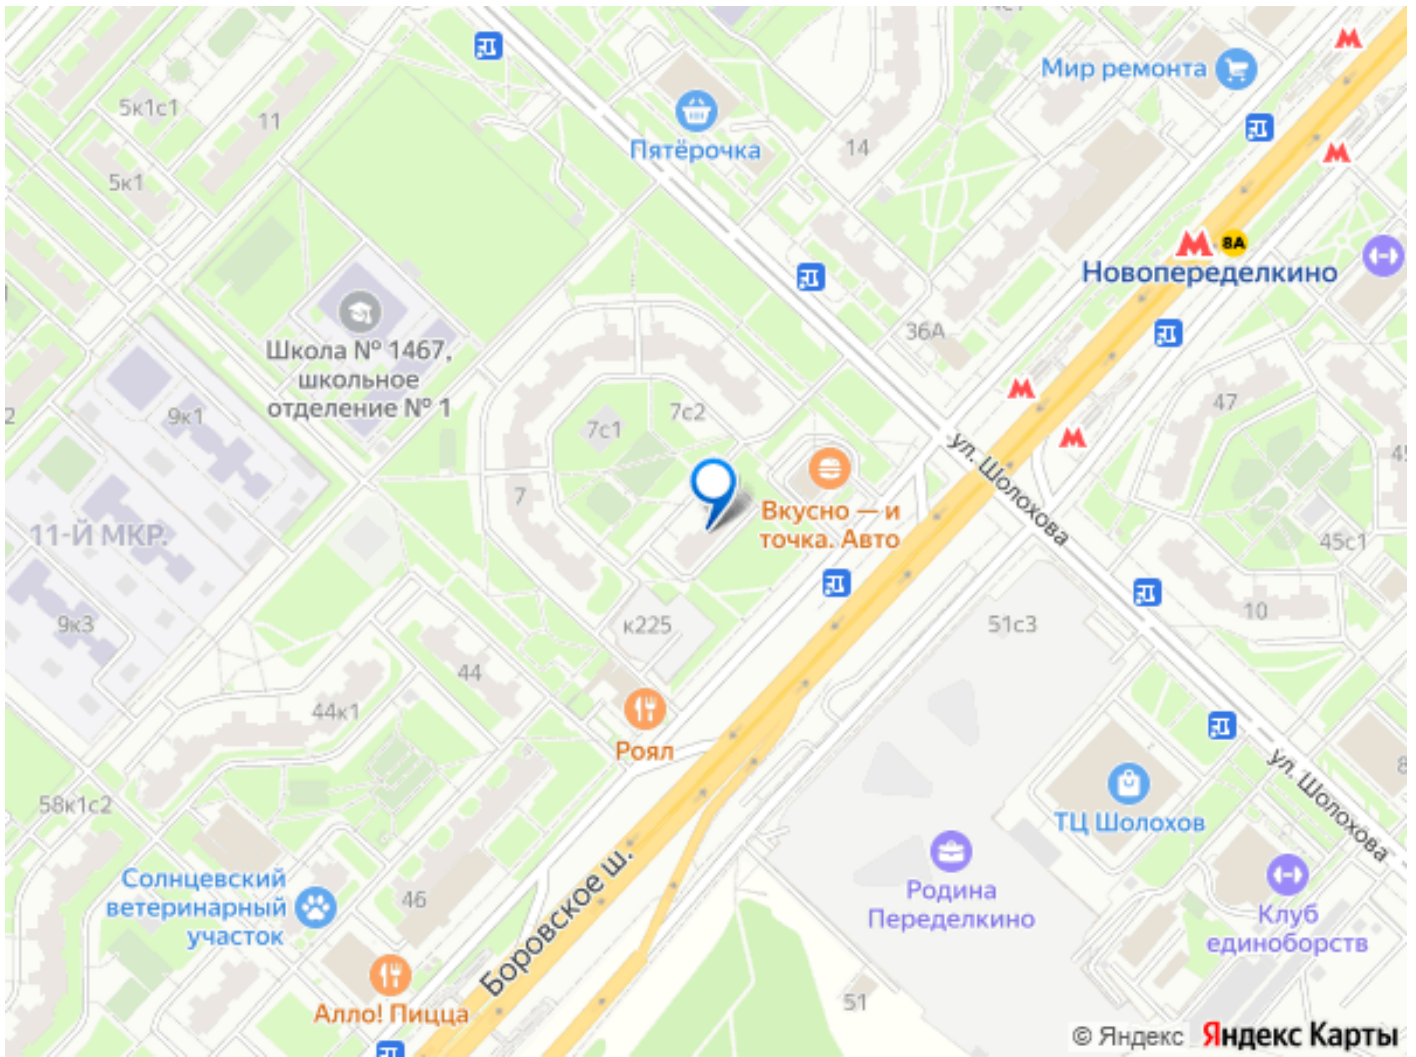 14с1
Мир ремонта
5к1с1
11
Пятёрочка
14
5к1
8А
Новопеределкино
Школа № 1467,
школьное
отделение № 1
36А
9к1
7с2
7с1
47
ул. Шолохова
7
Вкусно — и
точка. Авто
11-Й МКР.
45с1
9к3
к225
51с3
10
44
44к1
Роял
ул. Шолохова
58к1с2
ТЦ Шолохов
Боровское ш.
Солнцевский
ветеринарный
участок
46
Родина
Переделкино
Клуб
единоборств
Алло! Пицца
51
© Яндекс Яндекс Карты